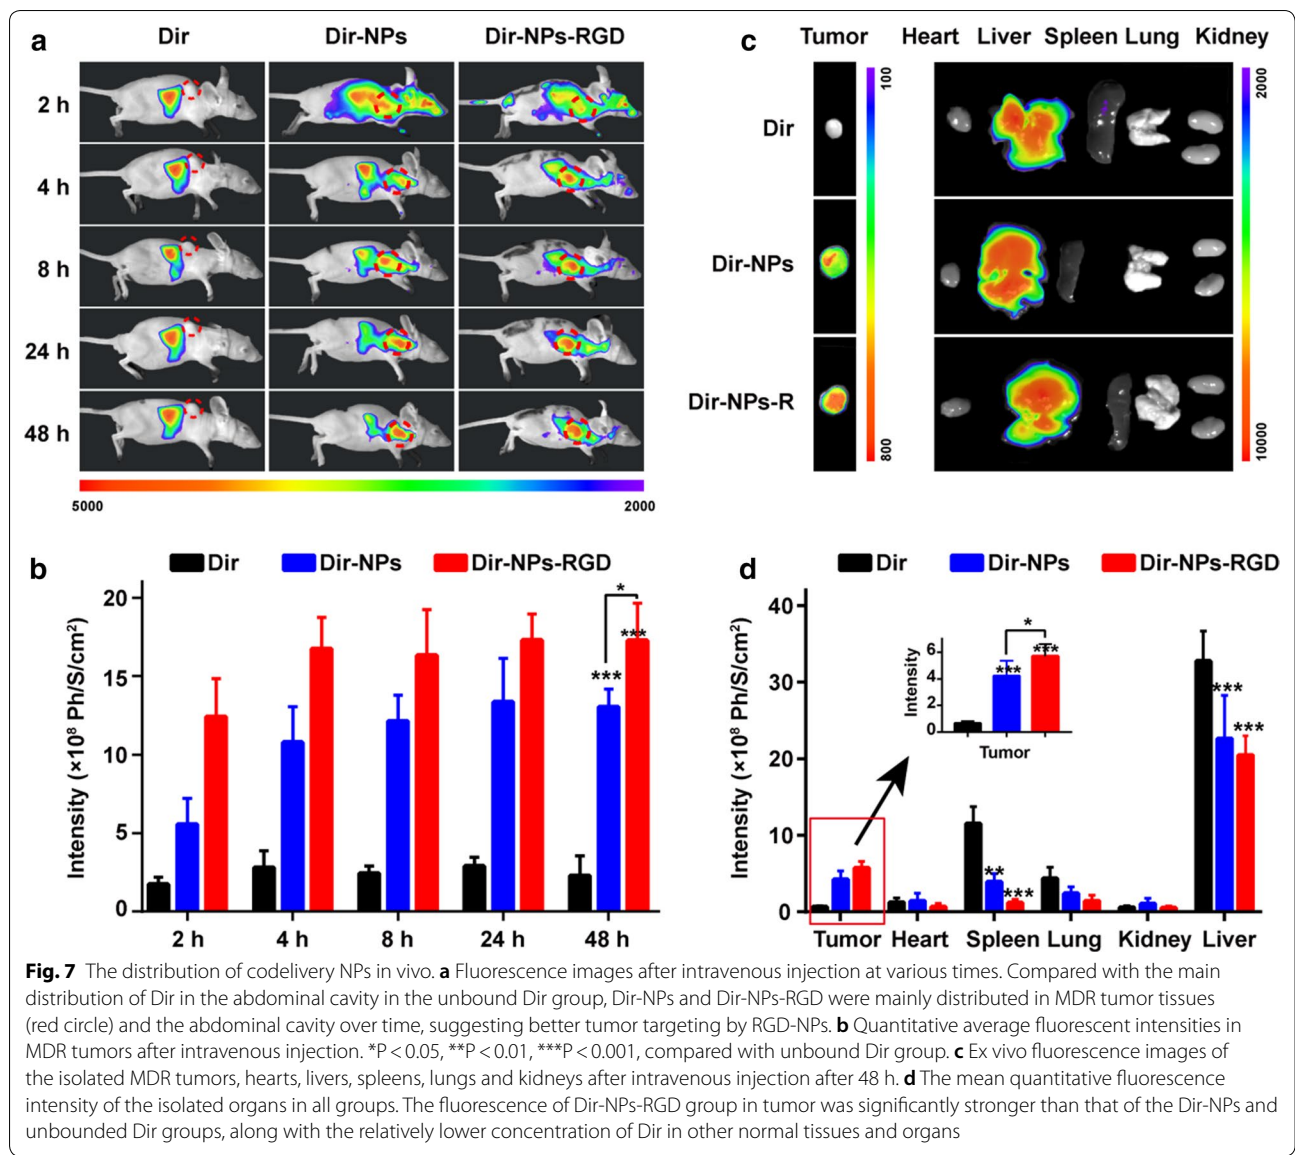 a
Dir Dir-NPs Dir-NPs-RGD
2 h
4 h
8 h
24 h
48 h
5000 2000
c
Tumor Heart Liver Spleen Lung Kidney
Dir
Dir-NPs
Dir-NPs-R
100
800
2000
10000
b
Dir Dir-NPs Dir-NPs-RGD
Intensity (×10⁸ Ph/S/cm²)
20
15
10
5
0
*
***
***
2 h 4 h 8 h 24 h 48 h
d
Dir Dir-NPs Dir-NPs-RGD
Intensity (×10⁸ Ph/S/cm²)
40
30
20
10
0
Intensity
6
4
2
0
*
***
***
Tumor
**
***
***
***
Tumor Heart Spleen Lung Kidney Liver
Fig. 7 The distribution of codelivery NPs in vivo. a Fluorescence images after intravenous injection at various times. Compared with the main
distribution of Dir in the abdominal cavity in the unbound Dir group, Dir-NPs and Dir-NPs-RGD were mainly distributed in MDR tumor tissues
(red circle) and the abdominal cavity over time, suggesting better tumor targeting by RGD-NPs. b Quantitative average fluorescent intensities in
MDR tumors after intravenous injection. *P < 0.05, **P < 0.01, ***P < 0.001, compared with unbound Dir group. c Ex vivo fluorescence images of
the isolated MDR tumors, hearts, livers, spleens, lungs and kidneys after intravenous injection after 48 h. d The mean quantitative fluorescence
intensity of the isolated organs in all groups. The fluorescence of Dir-NPs-RGD group in tumor was significantly stronger than that of the Dir-NPs and
unbounded Dir groups, along with the relatively lower concentration of Dir in other normal tissues and organs